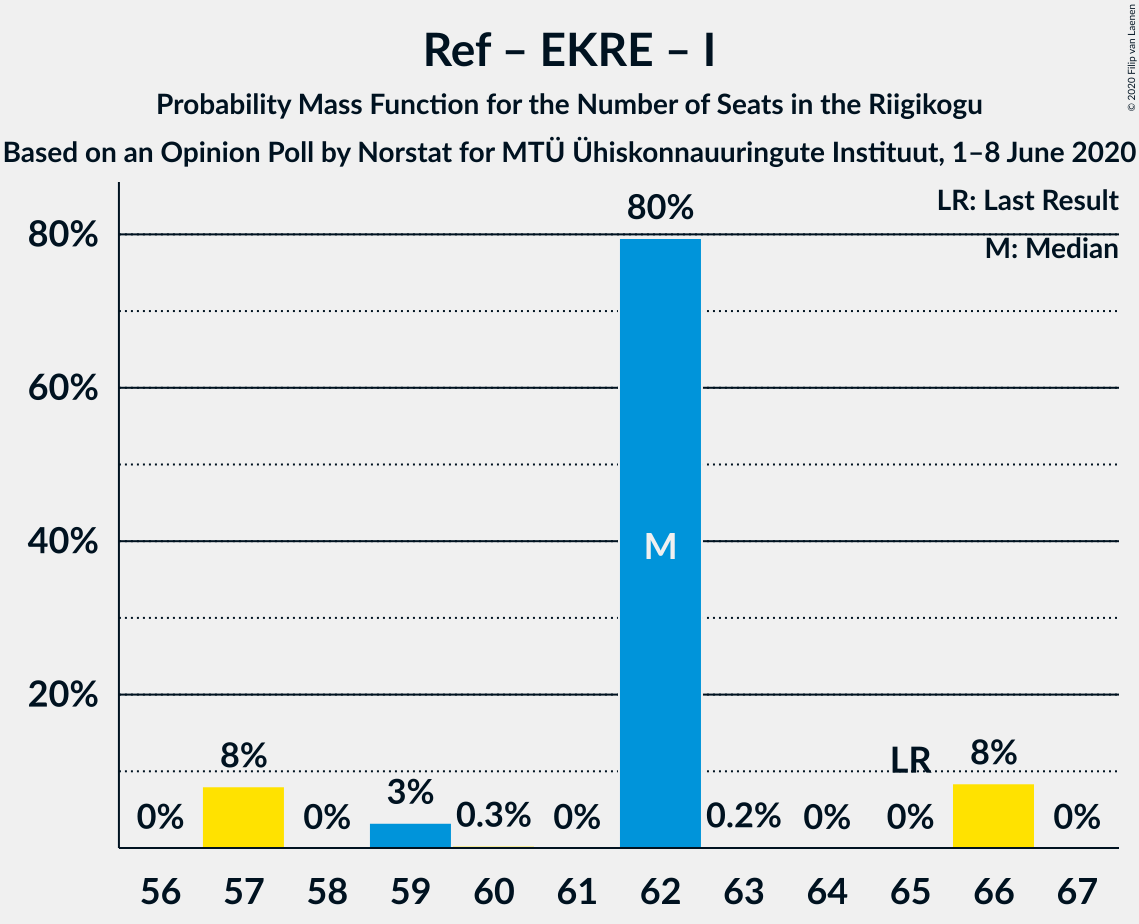 Ref – EKRE – I
Probability Mass Function for the Number of Seats in the Riigikogu
Based on an Opinion Poll by Norstat for MTÜ Ühiskonnauuringute Instituut, 1–8 June 2020
© 2020 Filip van Laenen
LR: Last Result
M: Median
80%
60%
40%
20%
0%
8%
0%
3%
0.3%
0%
80%
M
0.2%
0%
LR
0%
8%
0%
56 57 58 59 60 61 62 63 64 65 66 67